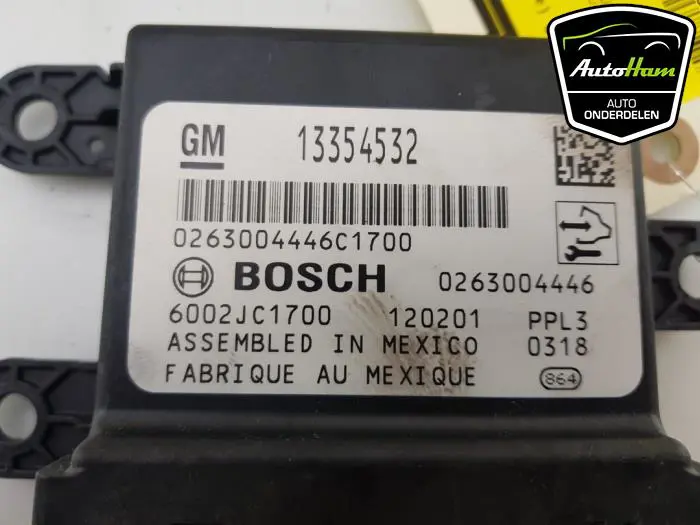 AutoHam
AUTO
ONDERDELEN
GM 13354532
0263004446C1700
BOSCH 0263004446
6002JC1700 120201 PPL3
ASSEMBLED IN MEXICO 0318
FABRIQUE AU MEXIQUE 864